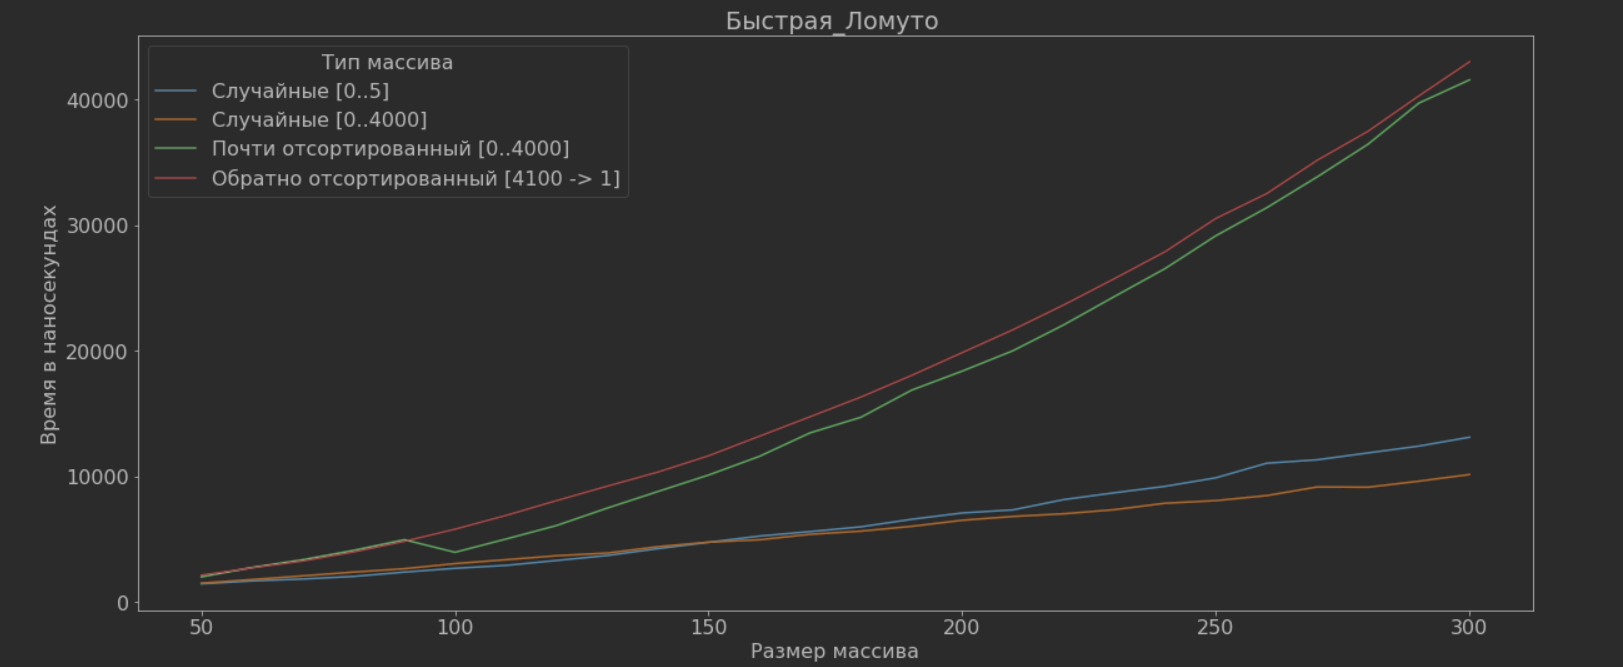 Быстрая_Ломуто
Тип массива
Случайные [0..5]
Случайные [0..4000]
Почти отсортированный [0..4000]
Обратно отсортированный [4100 -> 1]
Время в наносекундах
40000
30000
20000
10000
0
50 100 150 200 250 300
Размер массива